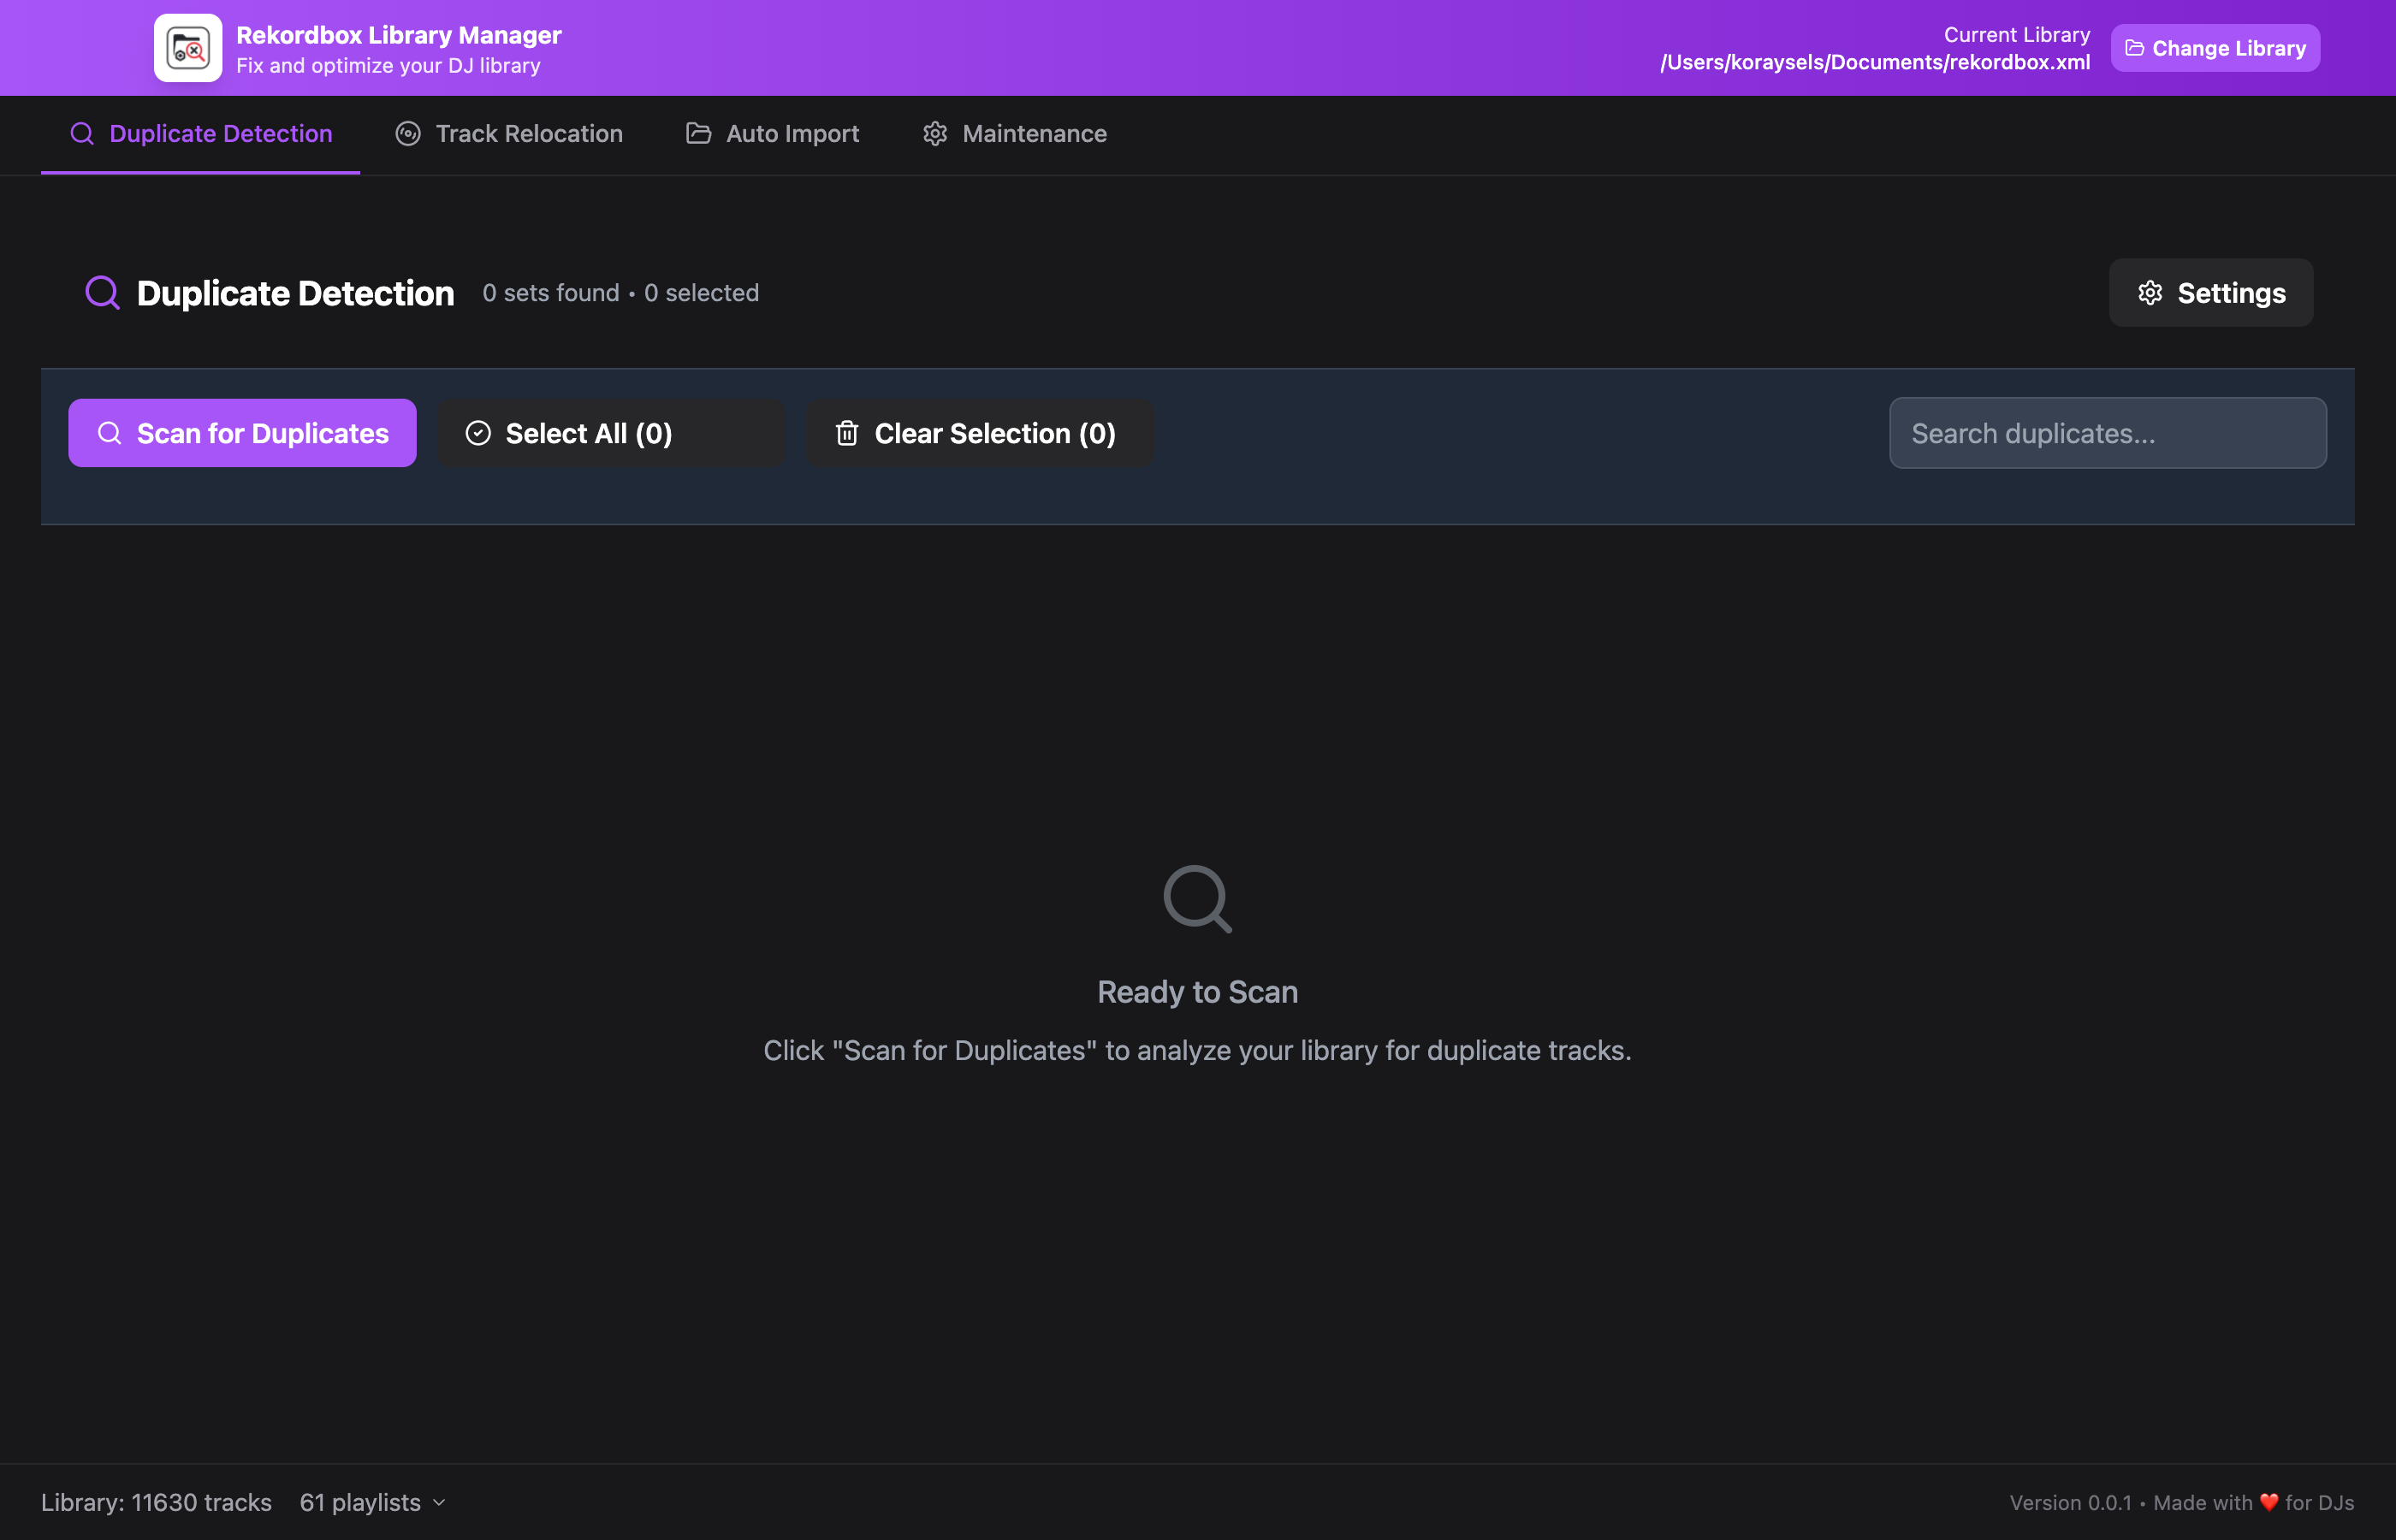 Rekordbox Library Manager
Fix and optimize your DJ library
Current Library
/Users/koraysels/Documents/rekordbox.xml
Change Library
Duplicate Detection
Track Relocation
Auto Import
Maintenance
Duplicate Detection
0 sets found • 0 selected
Settings
Scan for Duplicates
Select All (0)
Clear Selection (0)
Search duplicates...
Ready to Scan
Click "Scan for Duplicates" to analyze your library for duplicate tracks.
Library: 11630 tracks
61 playlists
Version 0.0.1 • Made with ❤️ for DJs